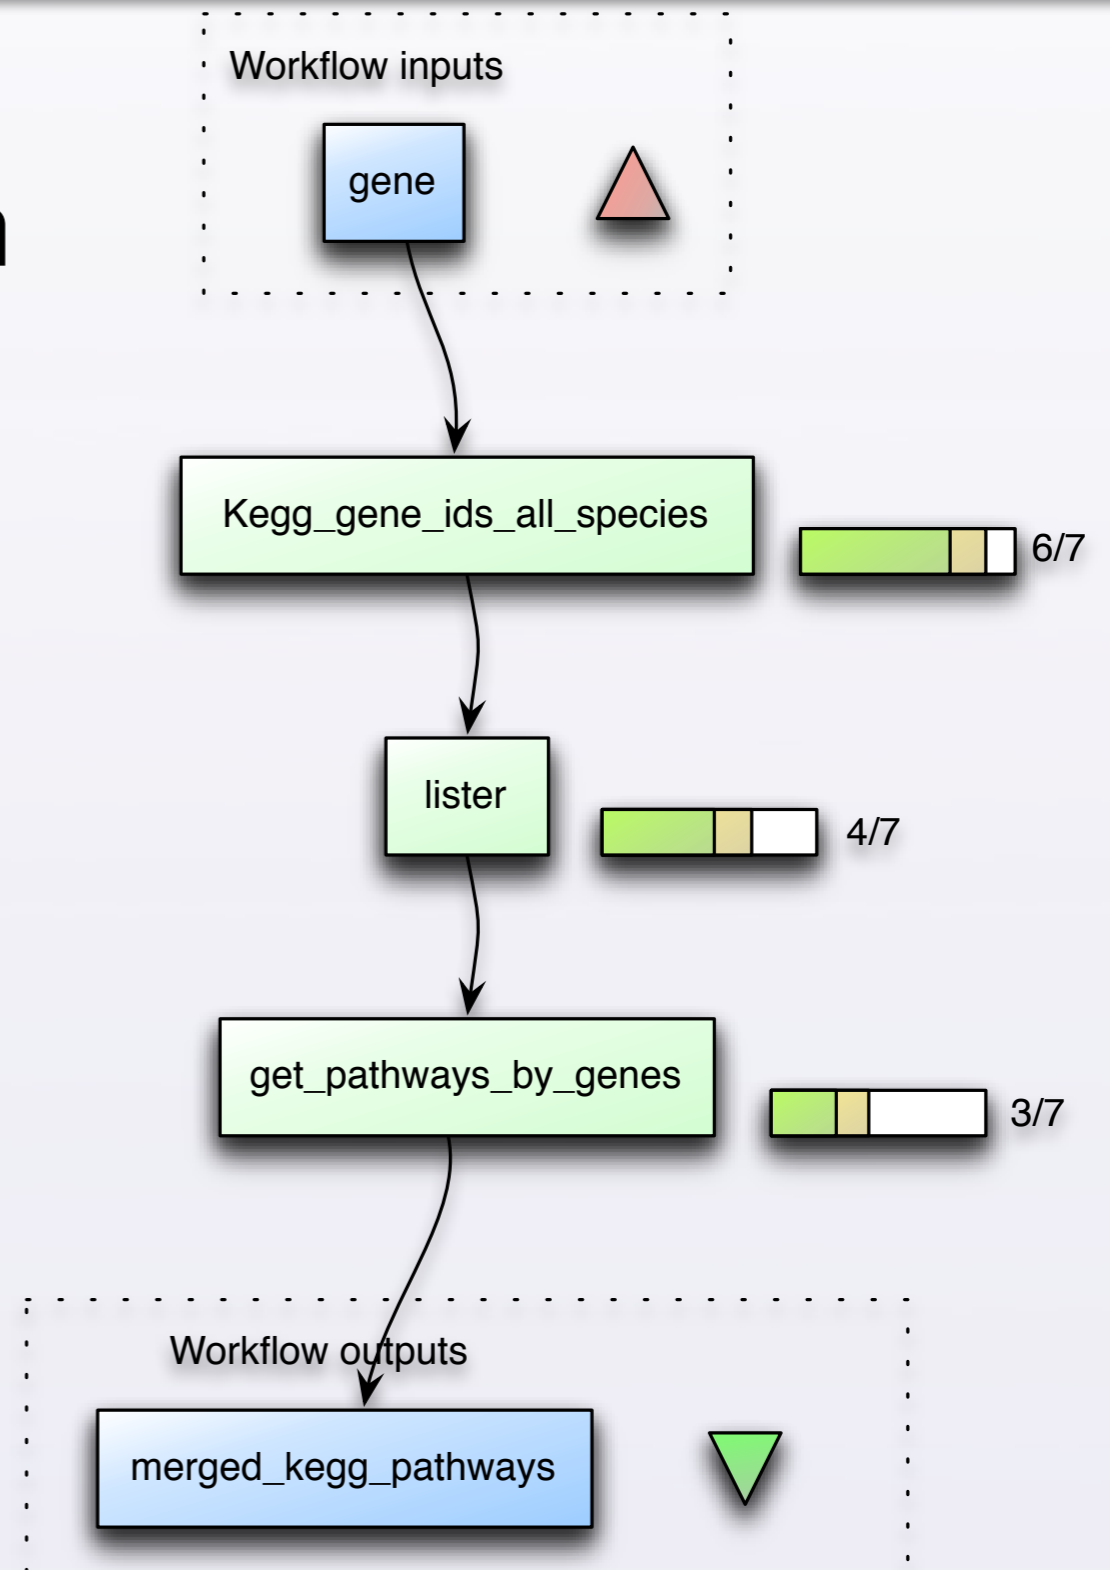 Workflow inputs
gene
Kegg_gene_ids_all_species
6/7
lister
4/7
get_pathways_by_genes
3/7
Workflow outputs
merged_kegg_pathways